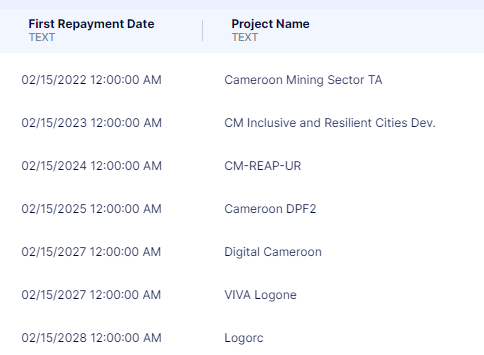 First Repayment Date Project Name
TEXT TEXT
02/15/2022 12:00:00 AM Cameroon Mining Sector TA
02/15/2023 12:00:00 AM CM Inclusive and Resilient Cities Dev.
02/15/2024 12:00:00 AM CM-REAP-UR
02/15/2025 12:00:00 AM Cameroon DPF2
02/15/2027 12:00:00 AM Digital Cameroon
02/15/2027 12:00:00 AM VIVA Logone
02/15/2028 12:00:00 AM Logorc